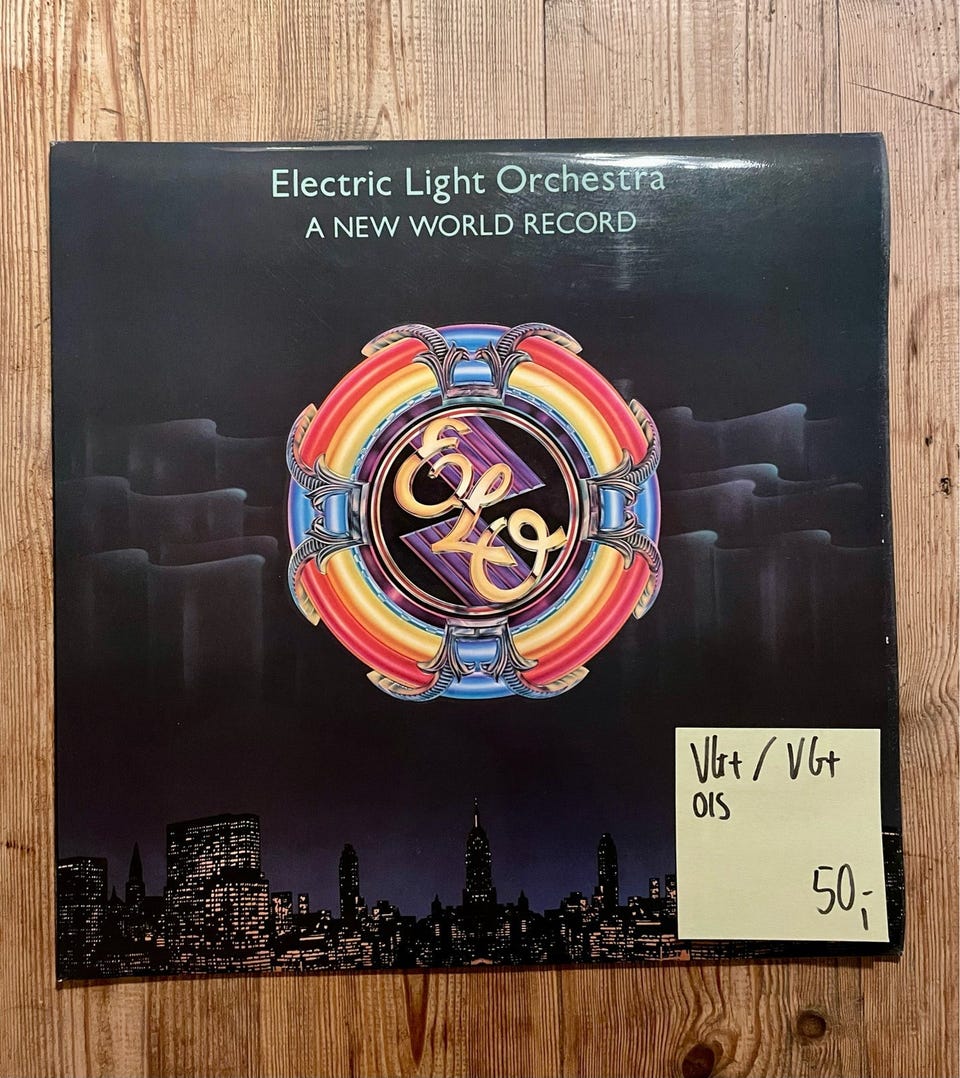 Electric Light Orchestra
A NEW WORLD RECORD
ELO
VG+ / VG+
OIS
50,-